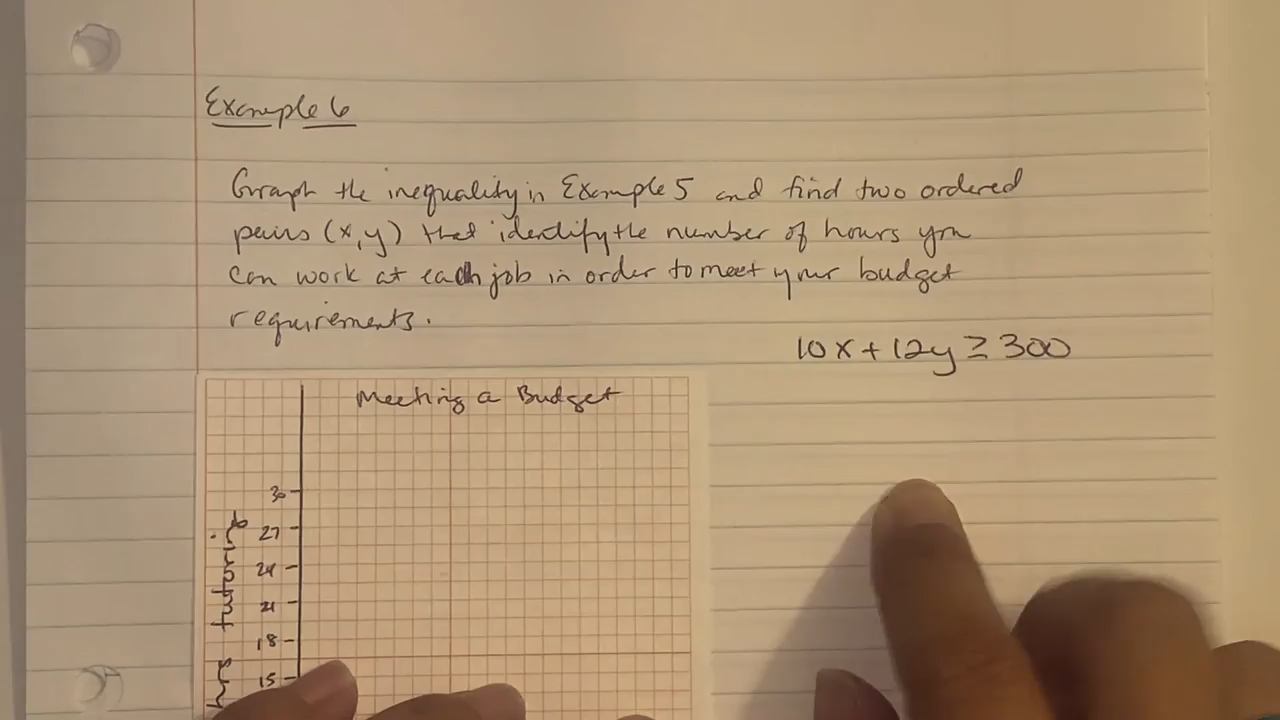 Example 6
Graph the inequality in Example 5 and find two ordered
pairs (x,y) that identify the number of hours you
can work at each job in order to meet your budget
requirements.
10x + 12y ≥ 300
Meeting a Budget
30
27
24
21
18
15
hrs tutoring